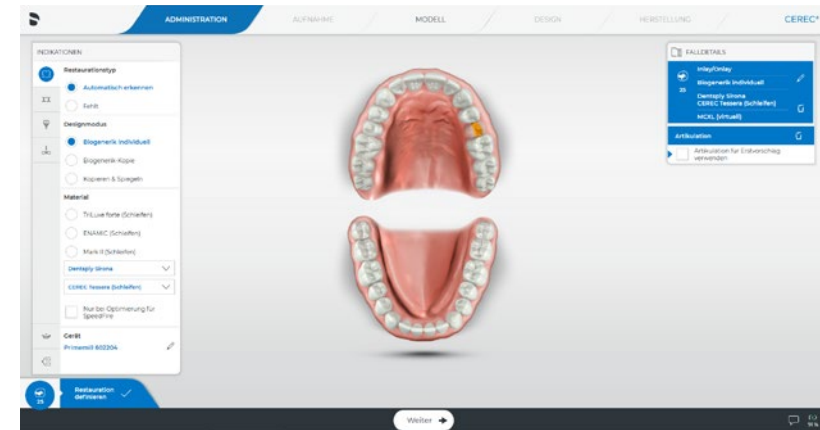 ADMINISTRATION
AUFNAHME
MODELL
DESIGN
HERSTELLUNG
CEREC®
INDIKATIONEN
Restaurationstyp
Automatisch erkennen
Fehlt
Designmodus
Biogenerik Individuell
Biogenerik-Kopie
Kopieren & Spiegeln
Material
TriLuxe forte (Schleifen)
ENAMIC (Schleifen)
Mark II (Schleifen)
Dentsply Sirona
CEREC Tessera (Schleifen)
Nur bei Optimierung für
SpeedFire
Gerät
Primemill 802204
25
Restauration
definieren
FALLDETAILS
25
Inlay/Onlay
Biogenerik Individuell
Dentsply Sirona
CEREC Tessera (Schleifen)
MCXL (virtuell)
Artikulation
Artikulation für Erstvorschlag
verwenden
Weiter